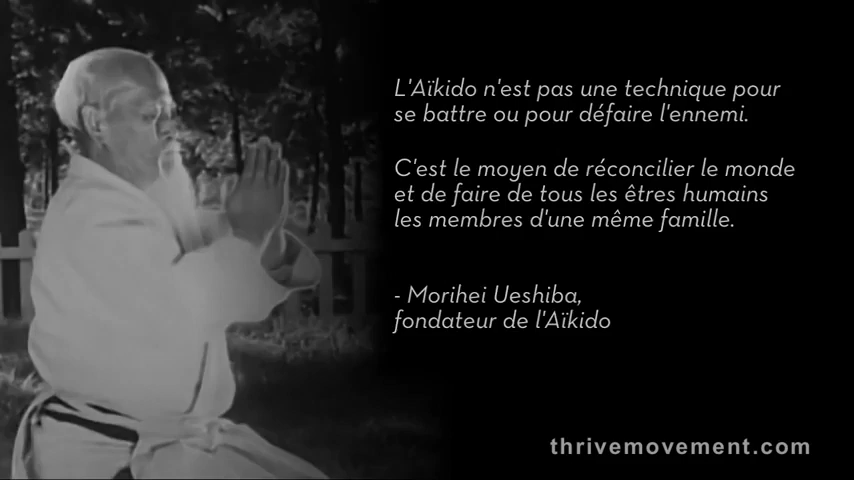 L'Aïkido n'est pas une technique pour
se battre ou pour défaire l'ennemi.
C'est le moyen de réconcilier le monde
et de faire de tous les êtres humains
les membres d'une même famille.
- Morihei Ueshiba,
fondateur de l'Aïkido
thrivemovement.com